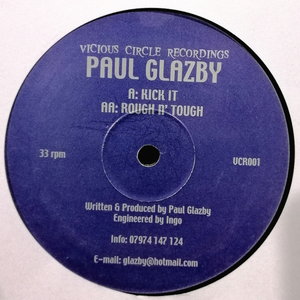 VICIOUS CIRCLE RECORDINGS
PAUL GLAZBY
A: KICK IT
AA: ROUGH N' TOUGH
33 rpm
VCR001
Written & Produced by Paul Glazby
Engineered by Ingo
Info: 07974 147 124
E-mail: glazby@hotmail.com